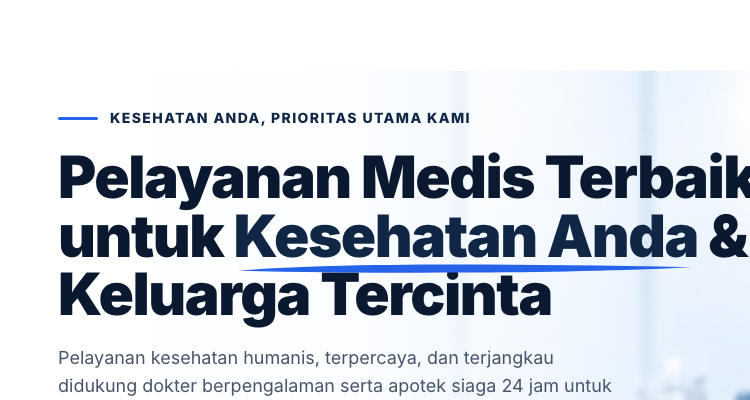 KESEHATAN ANDA, PRIORITAS UTAMA KAMI
Pelayanan Medis Terbaik
untuk Kesehatan Anda &
Keluarga Tercinta
Pelayanan kesehatan humanis, terpercaya, dan terjangkau
didukung dokter berpengalaman serta apotek siaga 24 jam untuk